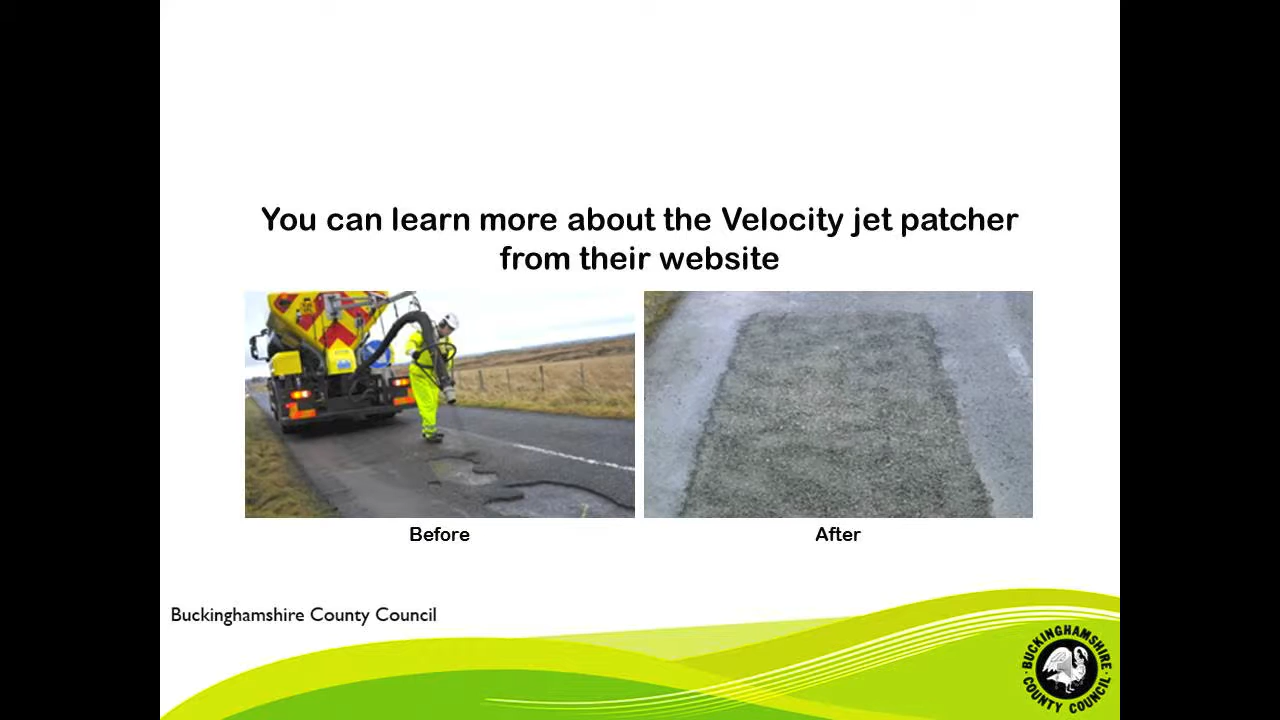 You can learn more about the Velocity jet patcher
from their website
Before
After
Buckinghamshire County Council
BUCKINGHAMSHIRE
COUNTY COUNCIL